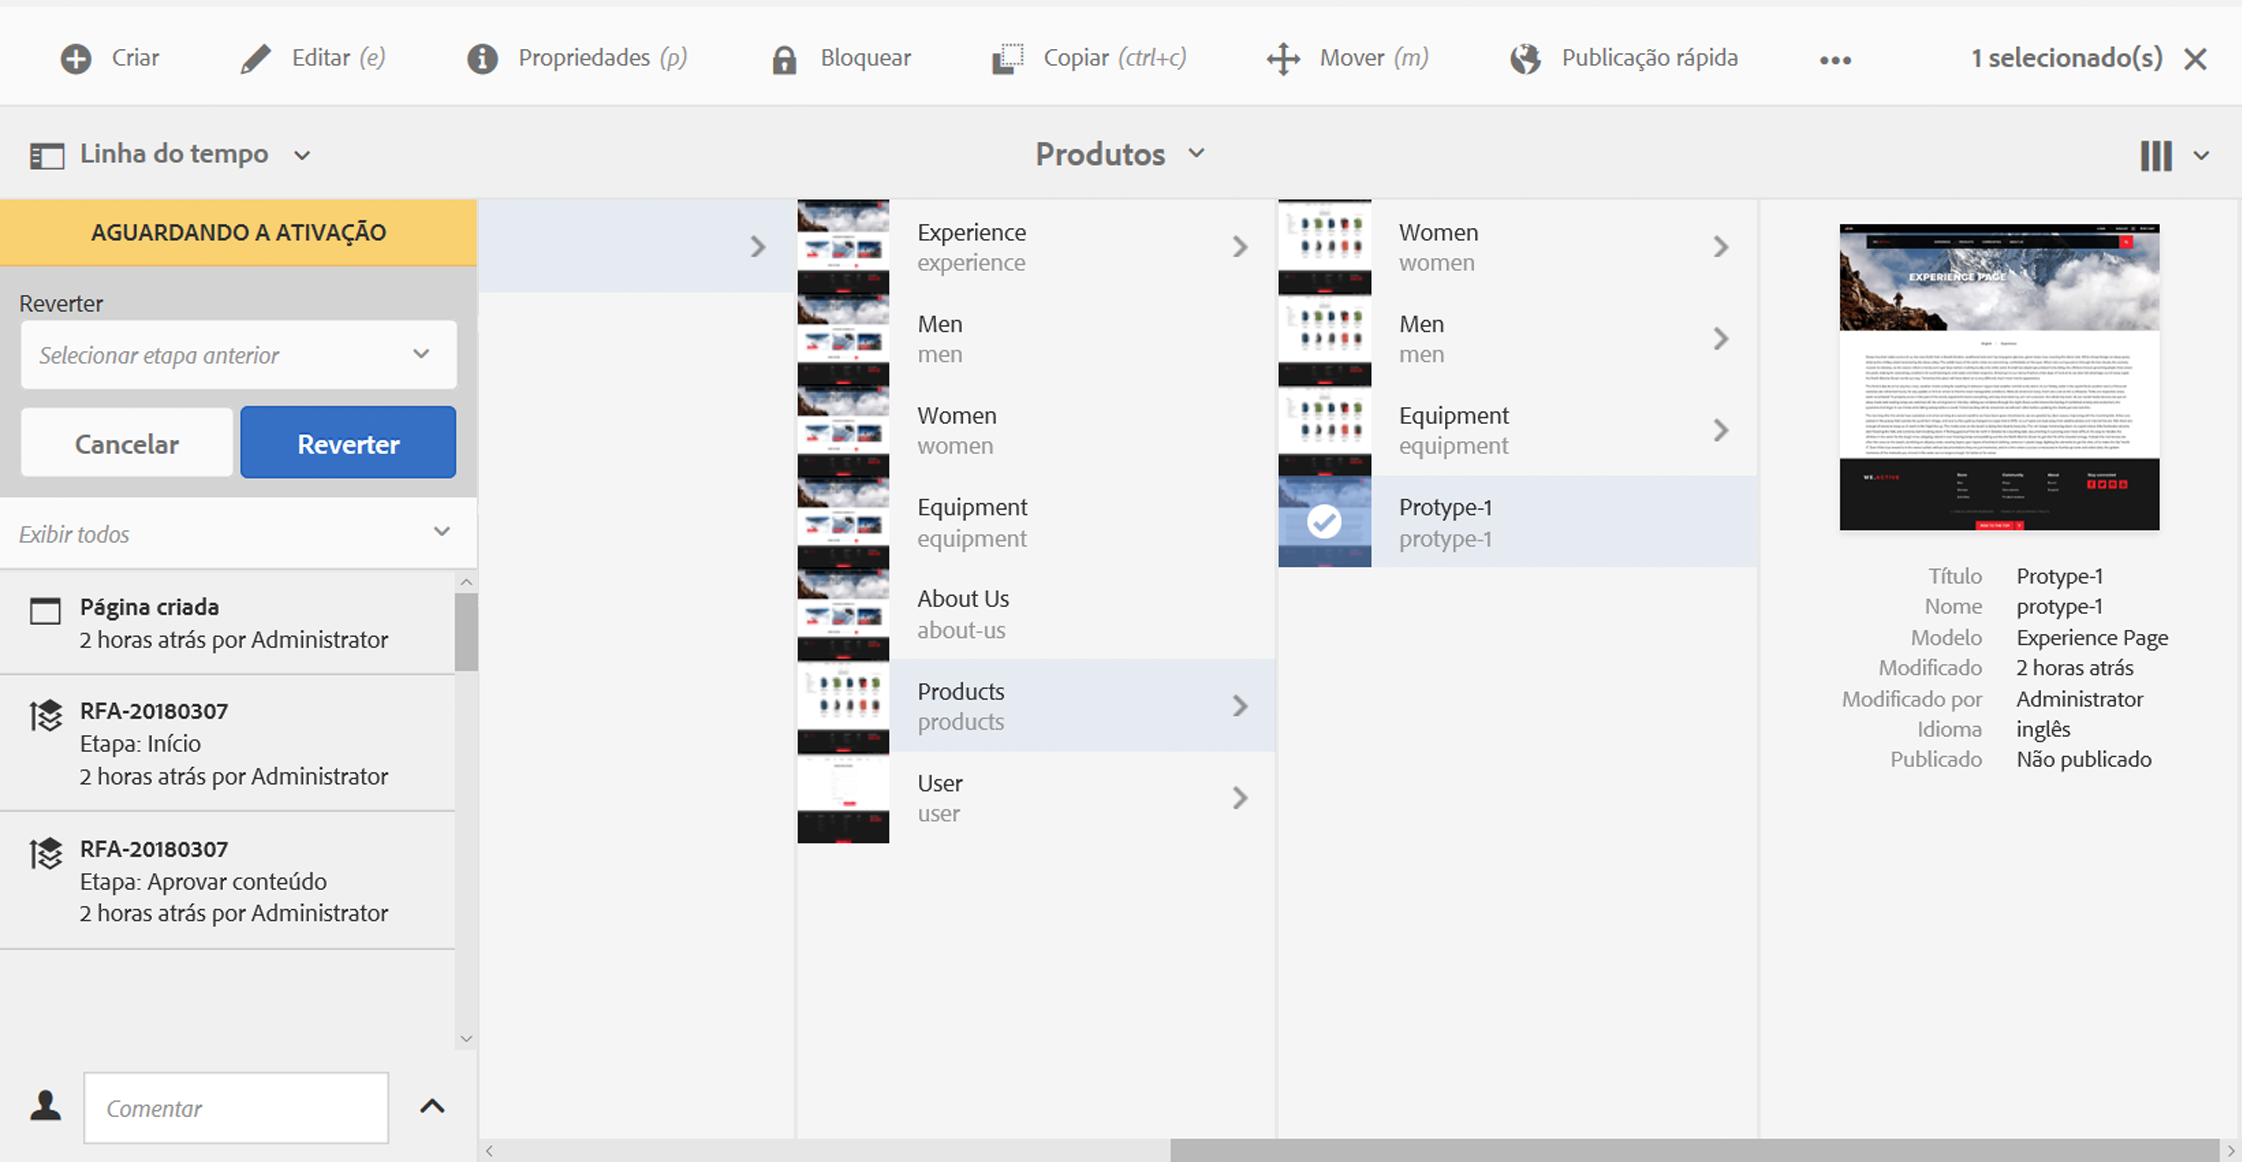 Criar
Editar (e)
Propriedades (p)
Bloquear
Copiar (ctrl+c)
Mover (m)
Publicação rápida
1 selecionado(s)
Linha do tempo
Produtos
AGUARDANDO A ATIVAÇÃO
Reverter
Selecionar etapa anterior
Cancelar
Reverter
Exibir todos
Página criada
2 horas atrás por Administrator
RFA-20180307
Etapa: Início
2 horas atrás por Administrator
RFA-20180307
Etapa: Aprovar conteúdo
2 horas atrás por Administrator
Comentar
Experience
experience
Men
men
Women
women
Equipment
equipment
About Us
about-us
Products
products
User
user
Women
women
Men
men
Equipment
equipment
Protype-1
protype-1
EXPERIENCE PAGE
Título Protype-1
Nome protype-1
Modelo Experience Page
Modificado 2 horas atrás
Modificado por Administrator
Idioma inglês
Publicado Não publicado